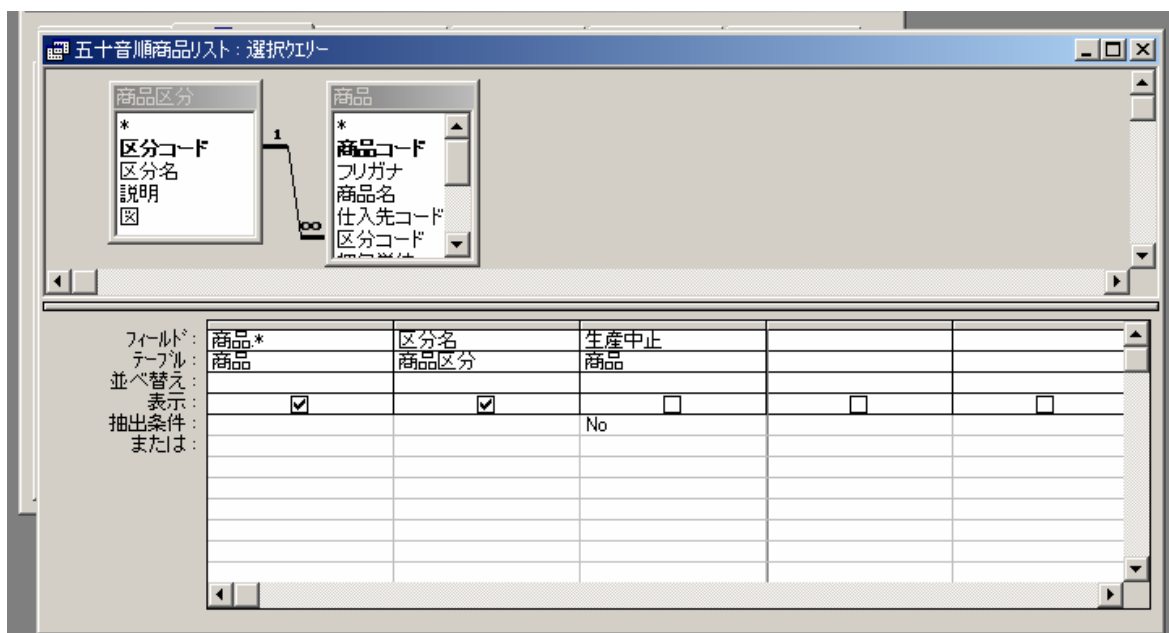 五十音順商品リスト : 選択クエリー
商品区分
*
区分コード
区分名
説明
図
1
∞
商品
*
商品コード
フリガナ
商品名
仕入先コード
区分コード
フィールド : 商品.* 区分名 生産中止
テーブル : 商品 商品区分 商品
並べ替え :
表示 :
抽出条件 : No
または :